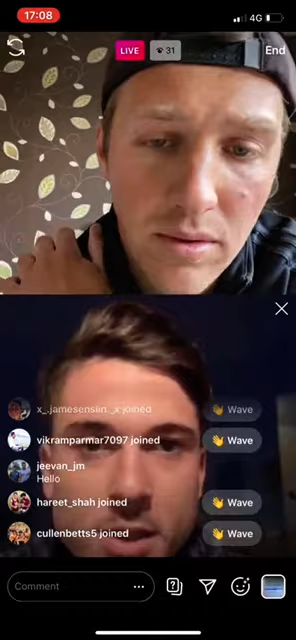 17:08
4G
LIVE
31
End
x_.jamesenslin._.x joined
Wave
vikramparmar7097 joined
Wave
jeevan_jm
Hello
hareet_shah joined
Wave
cullenbetts5 joined
Wave
Comment